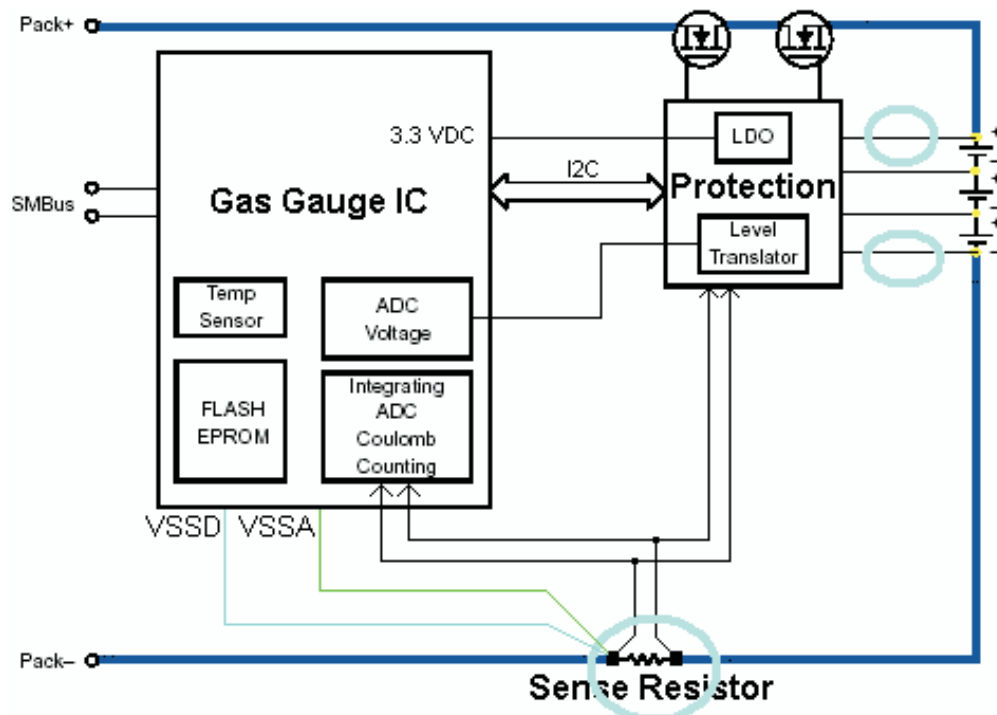 Pack+
3.3 VDC
LDO
I2C
Gas Gauge IC
Protection
SMBus
Level
Translator
Temp
Sensor
ADC
Voltage
FLASH
EPROM
Integrating
ADC
Coulomb
Counting
VSSD
VSSA
Pack–
Sense Resistor
+
–
+
–
+
–